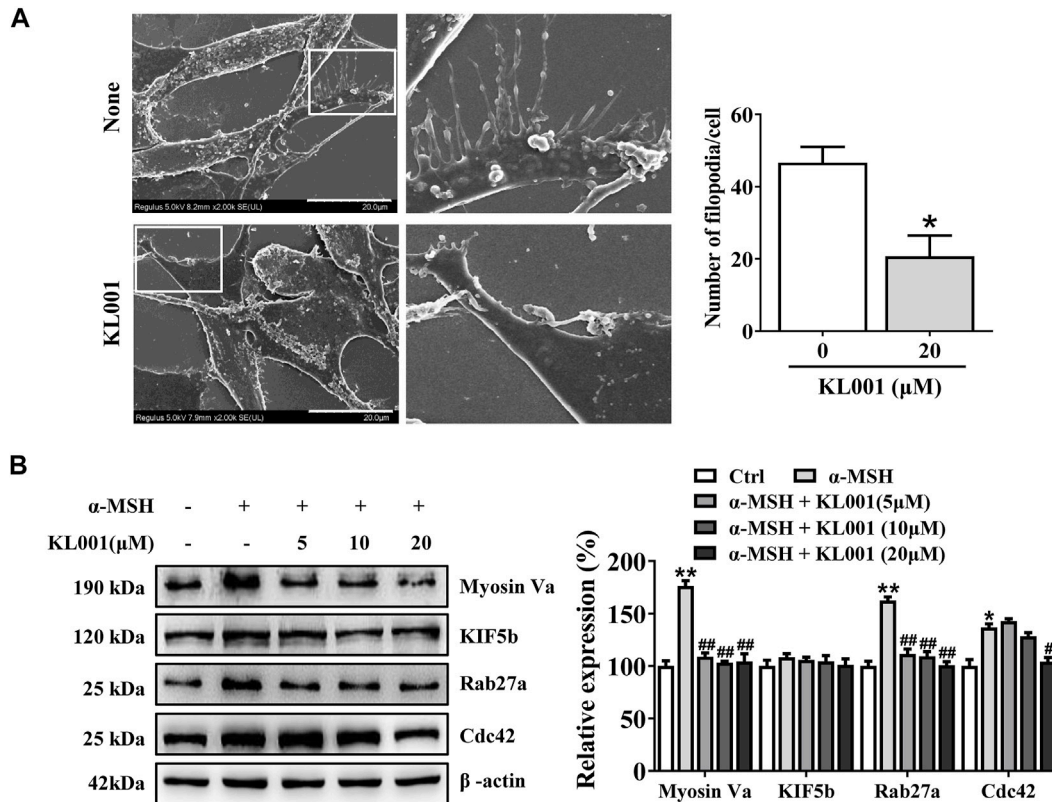 A
None
Regulus 5.0kV 8.2mm x2.00k SE(UL) 20.0μm
KL001
Regulus 5.0kV 7.9mm x2.00k SE(UL) 20.0μm
Number of filopodia/cell
60
40
20
0
*
0 20
KL001 (μM)
B
α-MSH - + + + +
KL001(μM) - - 5 10 20
190 kDa Myosin Va
120 kDa KIF5b
25 kDa Rab27a
25 kDa Cdc42
42kDa β -actin
Ctrl α-MSH
α-MSH + KL001(5μM)
α-MSH + KL001 (10μM)
α-MSH + KL001 (20μM)
Relative expression (%)
200
150
100
50
0
** ## ## ##
** ## ## ##
* #
Myosin Va KIF5b Rab27a Cdc42